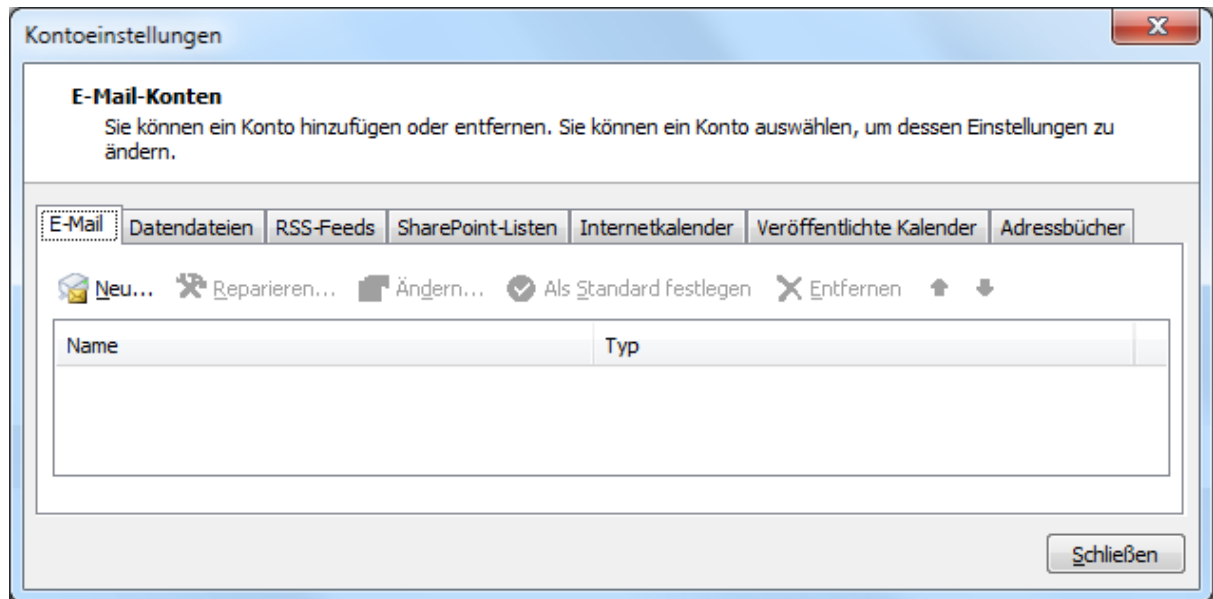 Kontoeinstellungen
E-Mail-Konten
Sie können ein Konto hinzufügen oder entfernen. Sie können ein Konto auswählen, um dessen Einstellungen zu
ändern.
E-Mail Datendateien RSS-Feeds SharePoint-Listen Internetkalender Veröffentlichte Kalender Adressbücher
Neu... Reparieren... Ändern... Als Standard festlegen Entfernen
Name Typ
Schließen